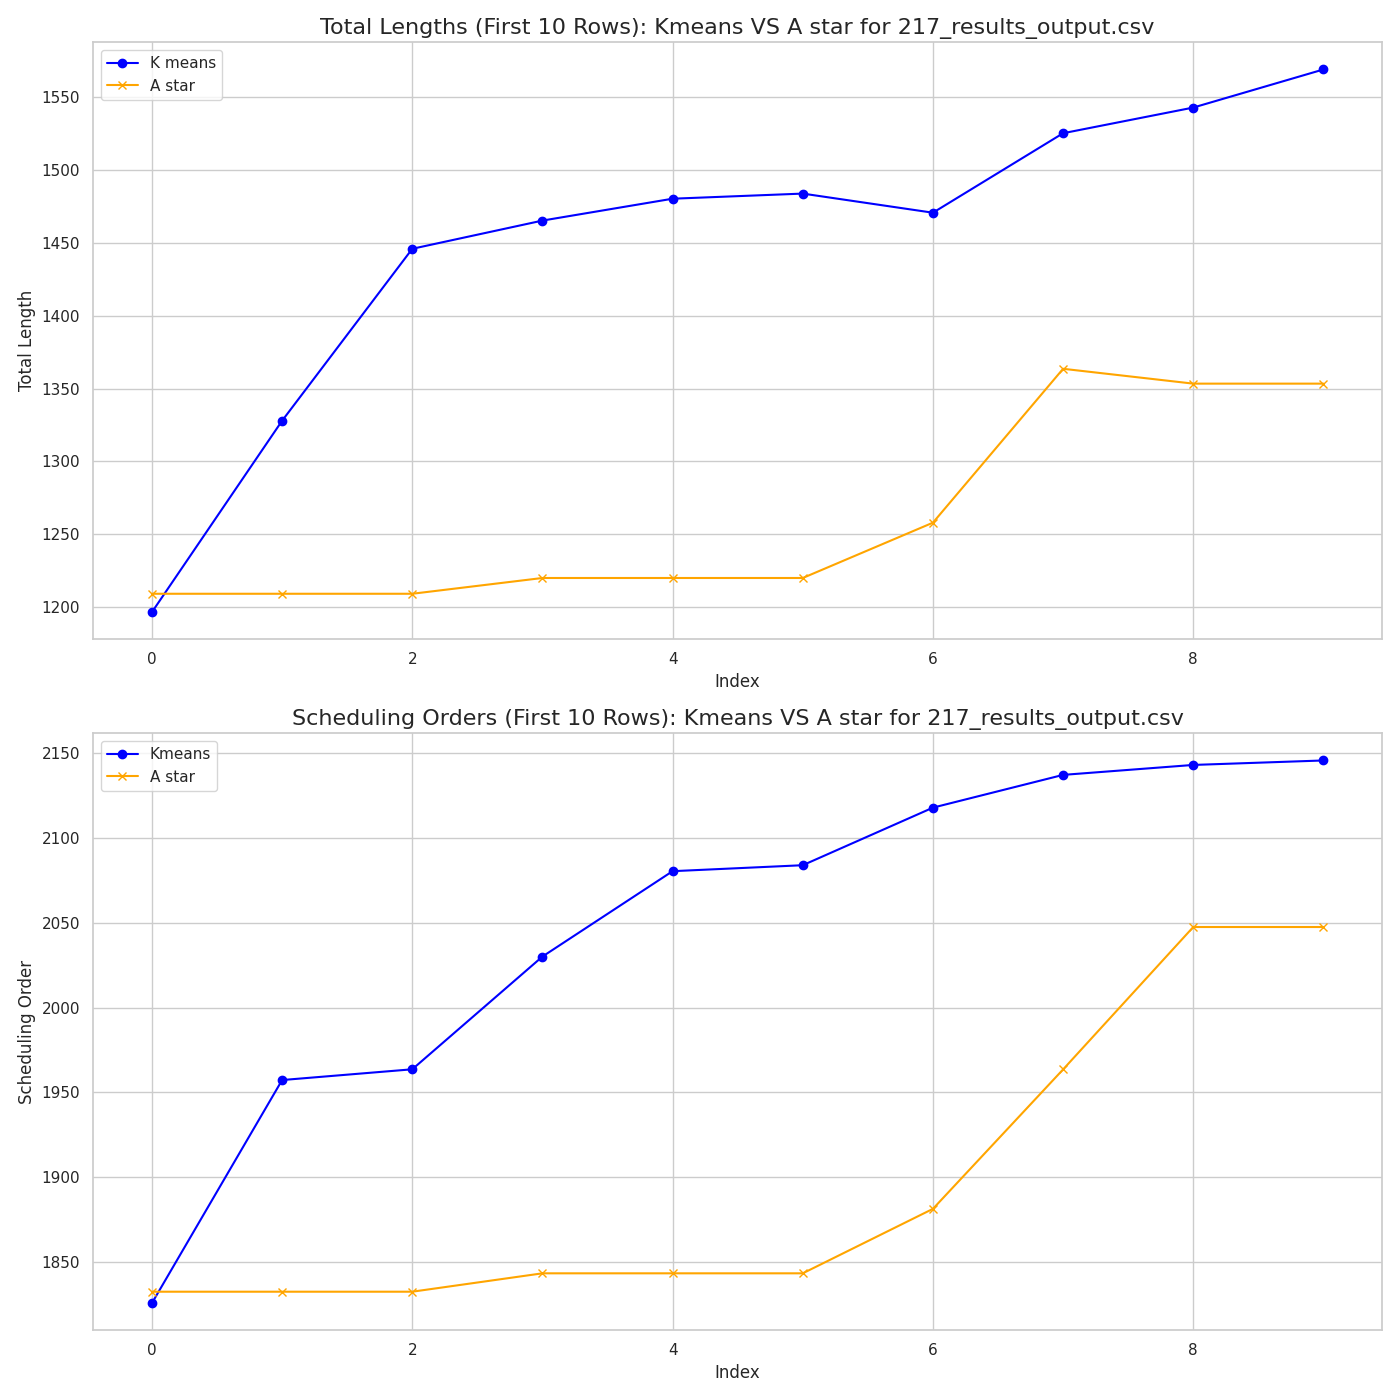 Total Lengths (First 10 Rows): Kmeans VS A star for 217_results_output.csv
K means
A star
1550
1500
1450
1400
1350
1300
1250
1200
Total Length
0 2 4 6 8
Index
Scheduling Orders (First 10 Rows): Kmeans VS A star for 217_results_output.csv
Kmeans
A star
2150
2100
2050
2000
1950
1900
1850
Scheduling Order
0 2 4 6 8
Index